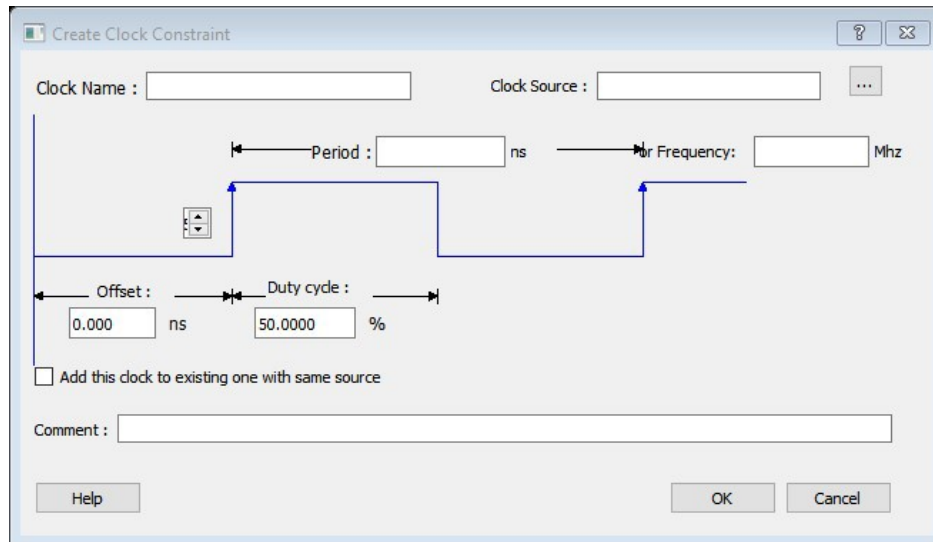 Create Clock Constraint
Clock Name : Clock Source : ...
Period : ns or Frequency: Mhz
Offset : Duty cycle :
0.000 ns 50.0000 %
Add this clock to existing one with same source
Comment :
Help OK Cancel